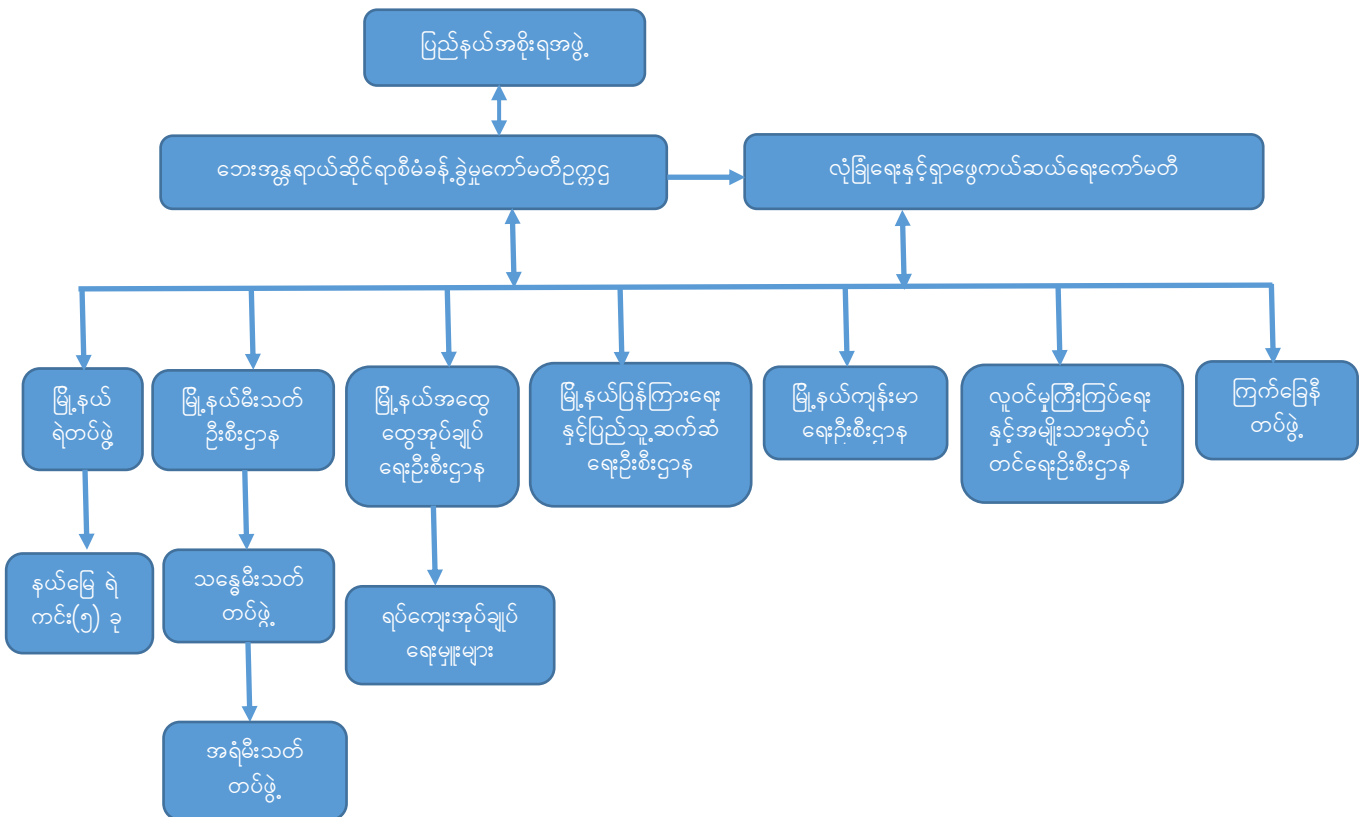 ပြည်နယ်အစိုးရအဖွဲ့
ဘေးအန္တရာယ်ဆိုင်ရာစီမံခန့်ခွဲမှုကော်မတီဥက္ကဌ
လုံခြုံရေးနှင့်ရှာဖွေကယ်ဆယ်ရေးကော်မတီ
မြို့နယ်
ရဲတပ်ဖွဲ့
မြို့နယ်မီးသတ်
ဦးစီးဌာန
မြို့နယ်အထွေ
ထွေအုပ်ချုပ်
ရေးဦးစီးဌာန
မြို့နယ်ပြန်ကြားရေး
နှင့်ပြည်သူ့ဆက်ဆံ
ရေးဦးစီးဌာန
မြို့နယ်ကျန်းမာ
ရေးဦးစီးဌာန
လူဝင်မှုကြီးကြပ်ရေး
နှင့်အမျိုးသားမှတ်ပုံ
တင်ရေးဦးစီးဌာန
ကြက်ခြေနီ
တပ်ဖွဲ့
နယ်မြေ ရဲ
ကင်း(၅) ခု
သန္ဓေမီးသတ်
တပ်ဖွဲ့
ရပ်ကျေးအုပ်ချုပ်
ရေးမှူးများ
အရံမီးသတ်
တပ်ဖွဲ့